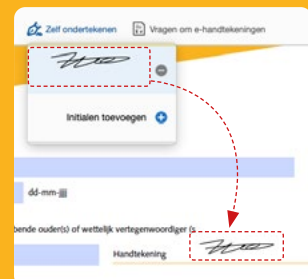 Zelf ondertekenen
Vragen om e-handtekeningen
Initialen toevoegen
dd-mm-jjjj
bende ouder(s) of wettelijk vertegenwoordiger (s
Handtekening